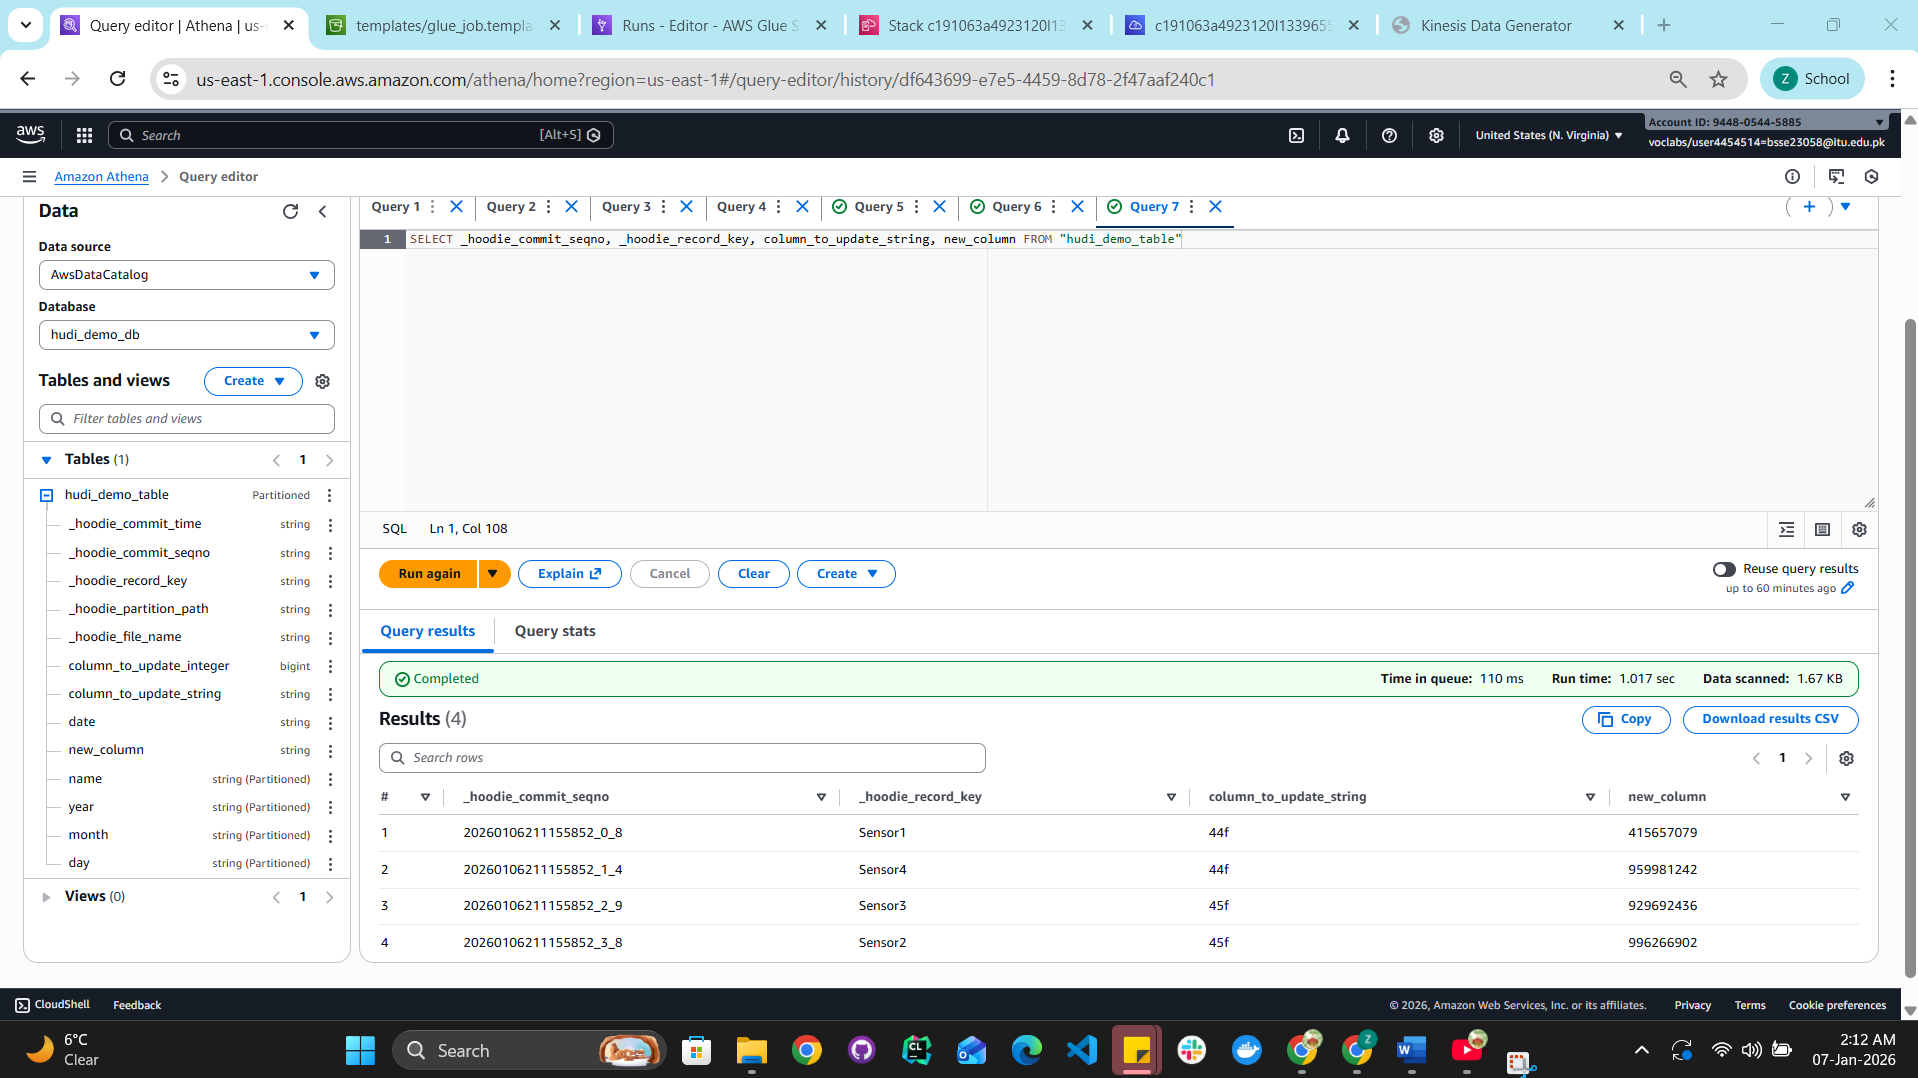 Query editor | Athena | us-
templates/glue_job.templa
Runs - Editor - AWS Glue S
Stack c191063a4923120l13
c191063a4923120l1339655
Kinesis Data Generator
us-east-1.console.aws.amazon.com/athena/home?region=us-east-1#/query-editor/history/df643699-e7e5-4459-8d78-2f47aaf240c1
Z School
aws
Search [Alt+S]
United States (N. Virginia)
Account ID: 9448-0544-5885
voclabs/user4454514=bsse23058@itu.edu.pk
Amazon Athena > Query editor
Data
Data source
AwsDataCatalog
Database
hudi_demo_db
Tables and views
Create
Filter tables and views
Tables (1) 1
hudi_demo_table Partitioned
_hoodie_commit_time string
_hoodie_commit_seqno string
_hoodie_record_key string
_hoodie_partition_path string
_hoodie_file_name string
column_to_update_integer bigint
column_to_update_string string
date string
new_column string
name string (Partitioned)
year string (Partitioned)
month string (Partitioned)
day string (Partitioned)
Views (0) 1
Query 1
Query 2
Query 3
Query 4
Query 5
Query 6
Query 7
1 SELECT _hoodie_commit_seqno, _hoodie_record_key, column_to_update_string, new_column FROM "hudi_demo_table"
SQL Ln 1, Col 108
Run again
Explain
Cancel
Clear
Create
Reuse query results
up to 60 minutes ago
Query results
Query stats
Completed
Time in queue: 110 ms Run time: 1.017 sec Data scanned: 1.67 KB
Results (4)
Copy
Download results CSV
Search rows
1
# _hoodie_commit_seqno _hoodie_record_key column_to_update_string new_column
1 20260106211155852_0_8 Sensor1 44f 415657079
2 20260106211155852_1_4 Sensor4 44f 959981242
3 20260106211155852_2_9 Sensor3 45f 929692436
4 20260106211155852_3_8 Sensor2 45f 996266902
CloudShell Feedback
© 2026, Amazon Web Services, Inc. or its affiliates. Privacy Terms Cookie preferences
6°C
Clear
Search
2:12 AM
07-Jan-2026